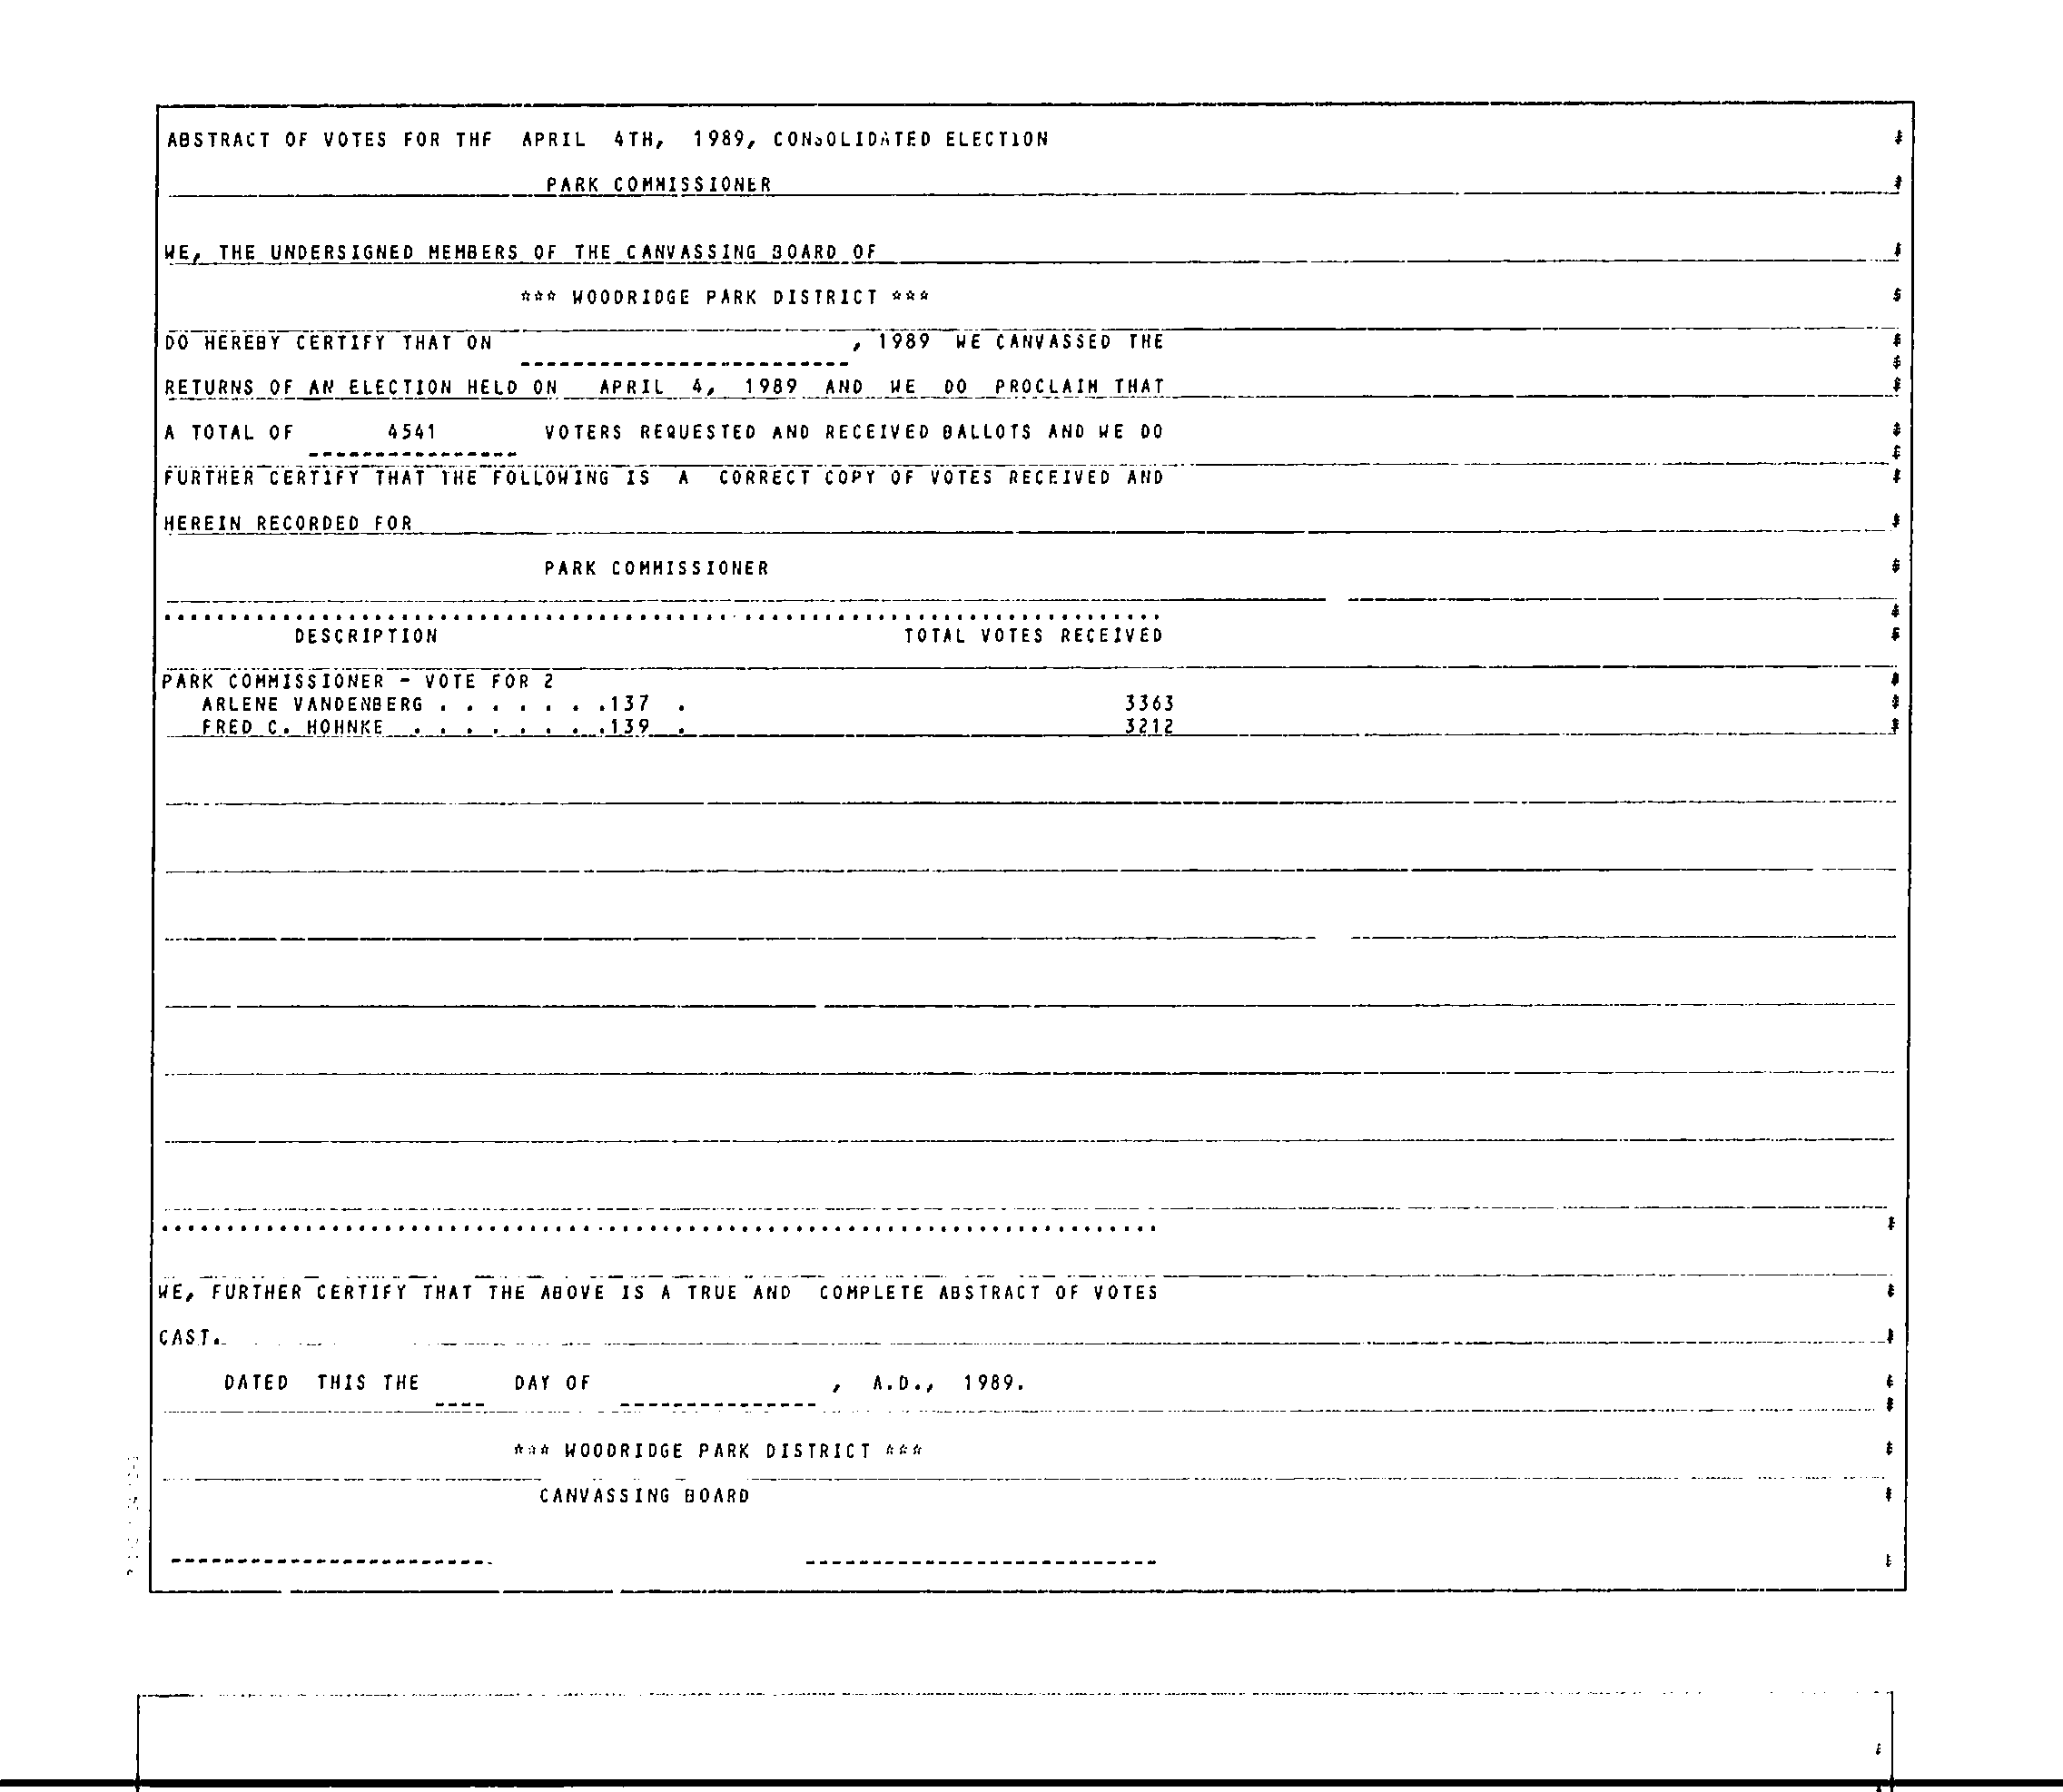 ABSTRACT OF VOTES FOR THE APRIL 4TH, 1989, CONSOLIDATED ELECTION
PARK COMMISSIONER
WE, THE UNDERSIGNED MEMBERS OF THE CANVASSING BOARD OF
*** WOODRIDGE PARK DISTRICT ***
DO HEREBY CERTIFY THAT ON , 1989 WE CANVASSED THE
RETURNS OF AN ELECTION HELD ON APRIL 4, 1989 AND WE DO PROCLAIM THAT
A TOTAL OF 4541 VOTERS REQUESTED AND RECEIVED BALLOTS AND WE DO
FURTHER CERTIFY THAT THE FOLLOWING IS A CORRECT COPY OF VOTES RECEIVED AND
HEREIN RECORDED FOR
PARK COMMISSIONER
DESCRIPTION TOTAL VOTES RECEIVED
PARK COMMISSIONER - VOTE FOR 2
ARLENE VANDENBERG . . . . . . .137 . 3363
FRED C. HOHNKE . . . . . . . .139 . 3212
WE, FURTHER CERTIFY THAT THE ABOVE IS A TRUE AND COMPLETE ABSTRACT OF VOTES
CAST.
DATED THIS THE ---- DAY OF ---------------, A.D., 1989.
*** WOODRIDGE PARK DISTRICT ***
CANVASSING BOARD